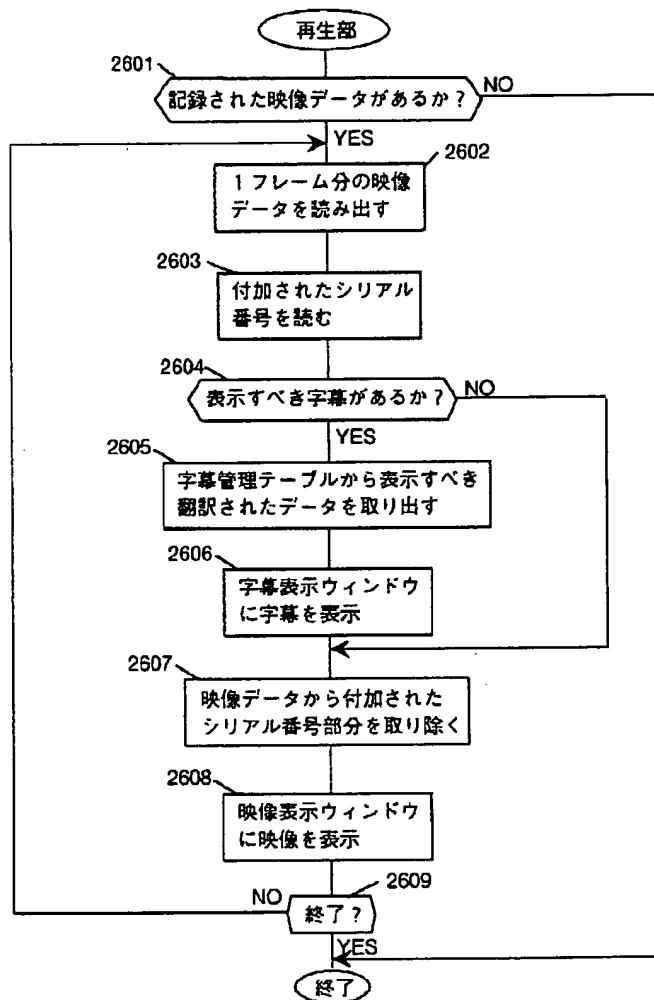 再生部
2601
記録された映像データがあるか?
NO
YES
2602
1フレーム分の映像
データを読み出す
2603
付加されたシリアル
番号を読む
2604
表示すべき字幕があるか?
NO
YES
2605
字幕管理テーブルから表示すべき
翻訳されたデータを取り出す
2606
字幕表示ウィンドウ
に字幕を表示
2607
映像データから付加された
シリアル番号部分を取り除く
2608
映像表示ウィンドウ
に映像を表示
NO
2609
終了?
YES
終了